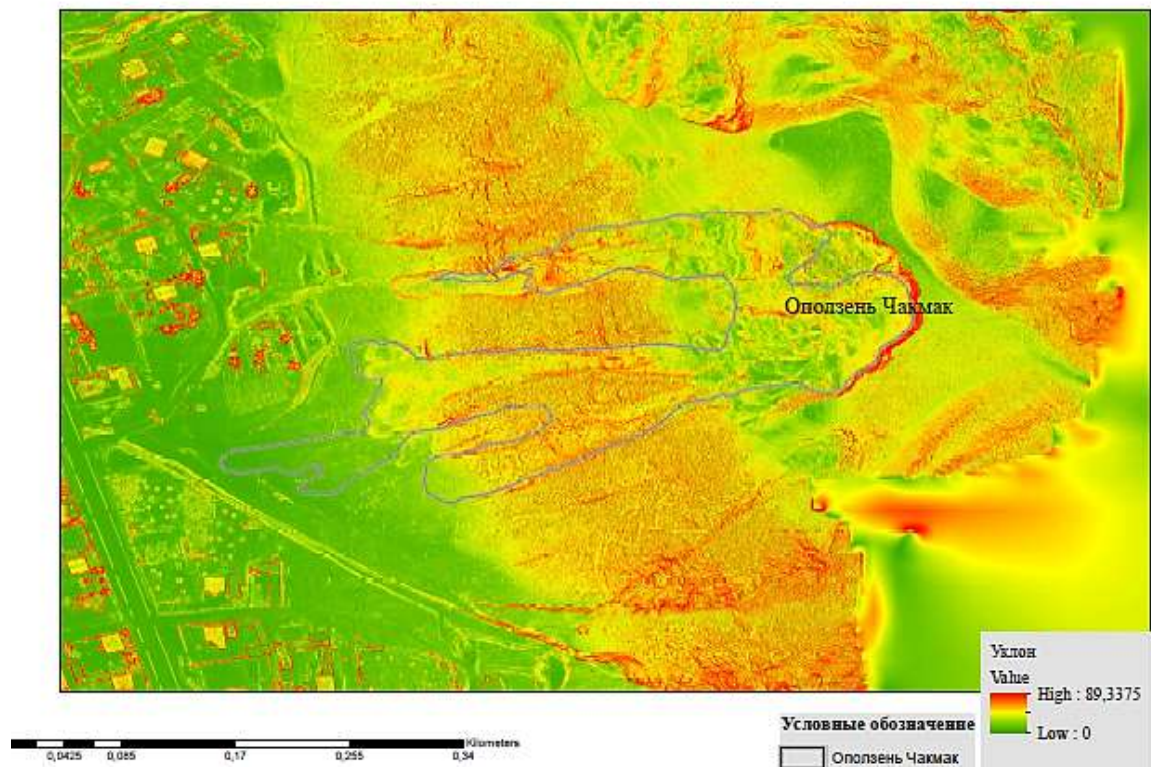 Оползень Чакмак
Уклон
Value
High : 89,3375
Low : 0
Условные обозначение
Оползень Чакмак
Kilometers
0,0425 0,085 0,17 0,255 0,34